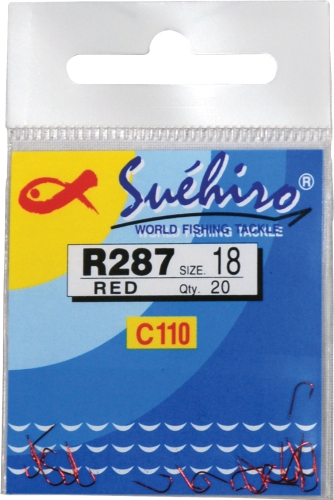 Suéhiro®
WORLD FISHING TACKLE
R287 SIZE. 18
RED Qty. 20
C110